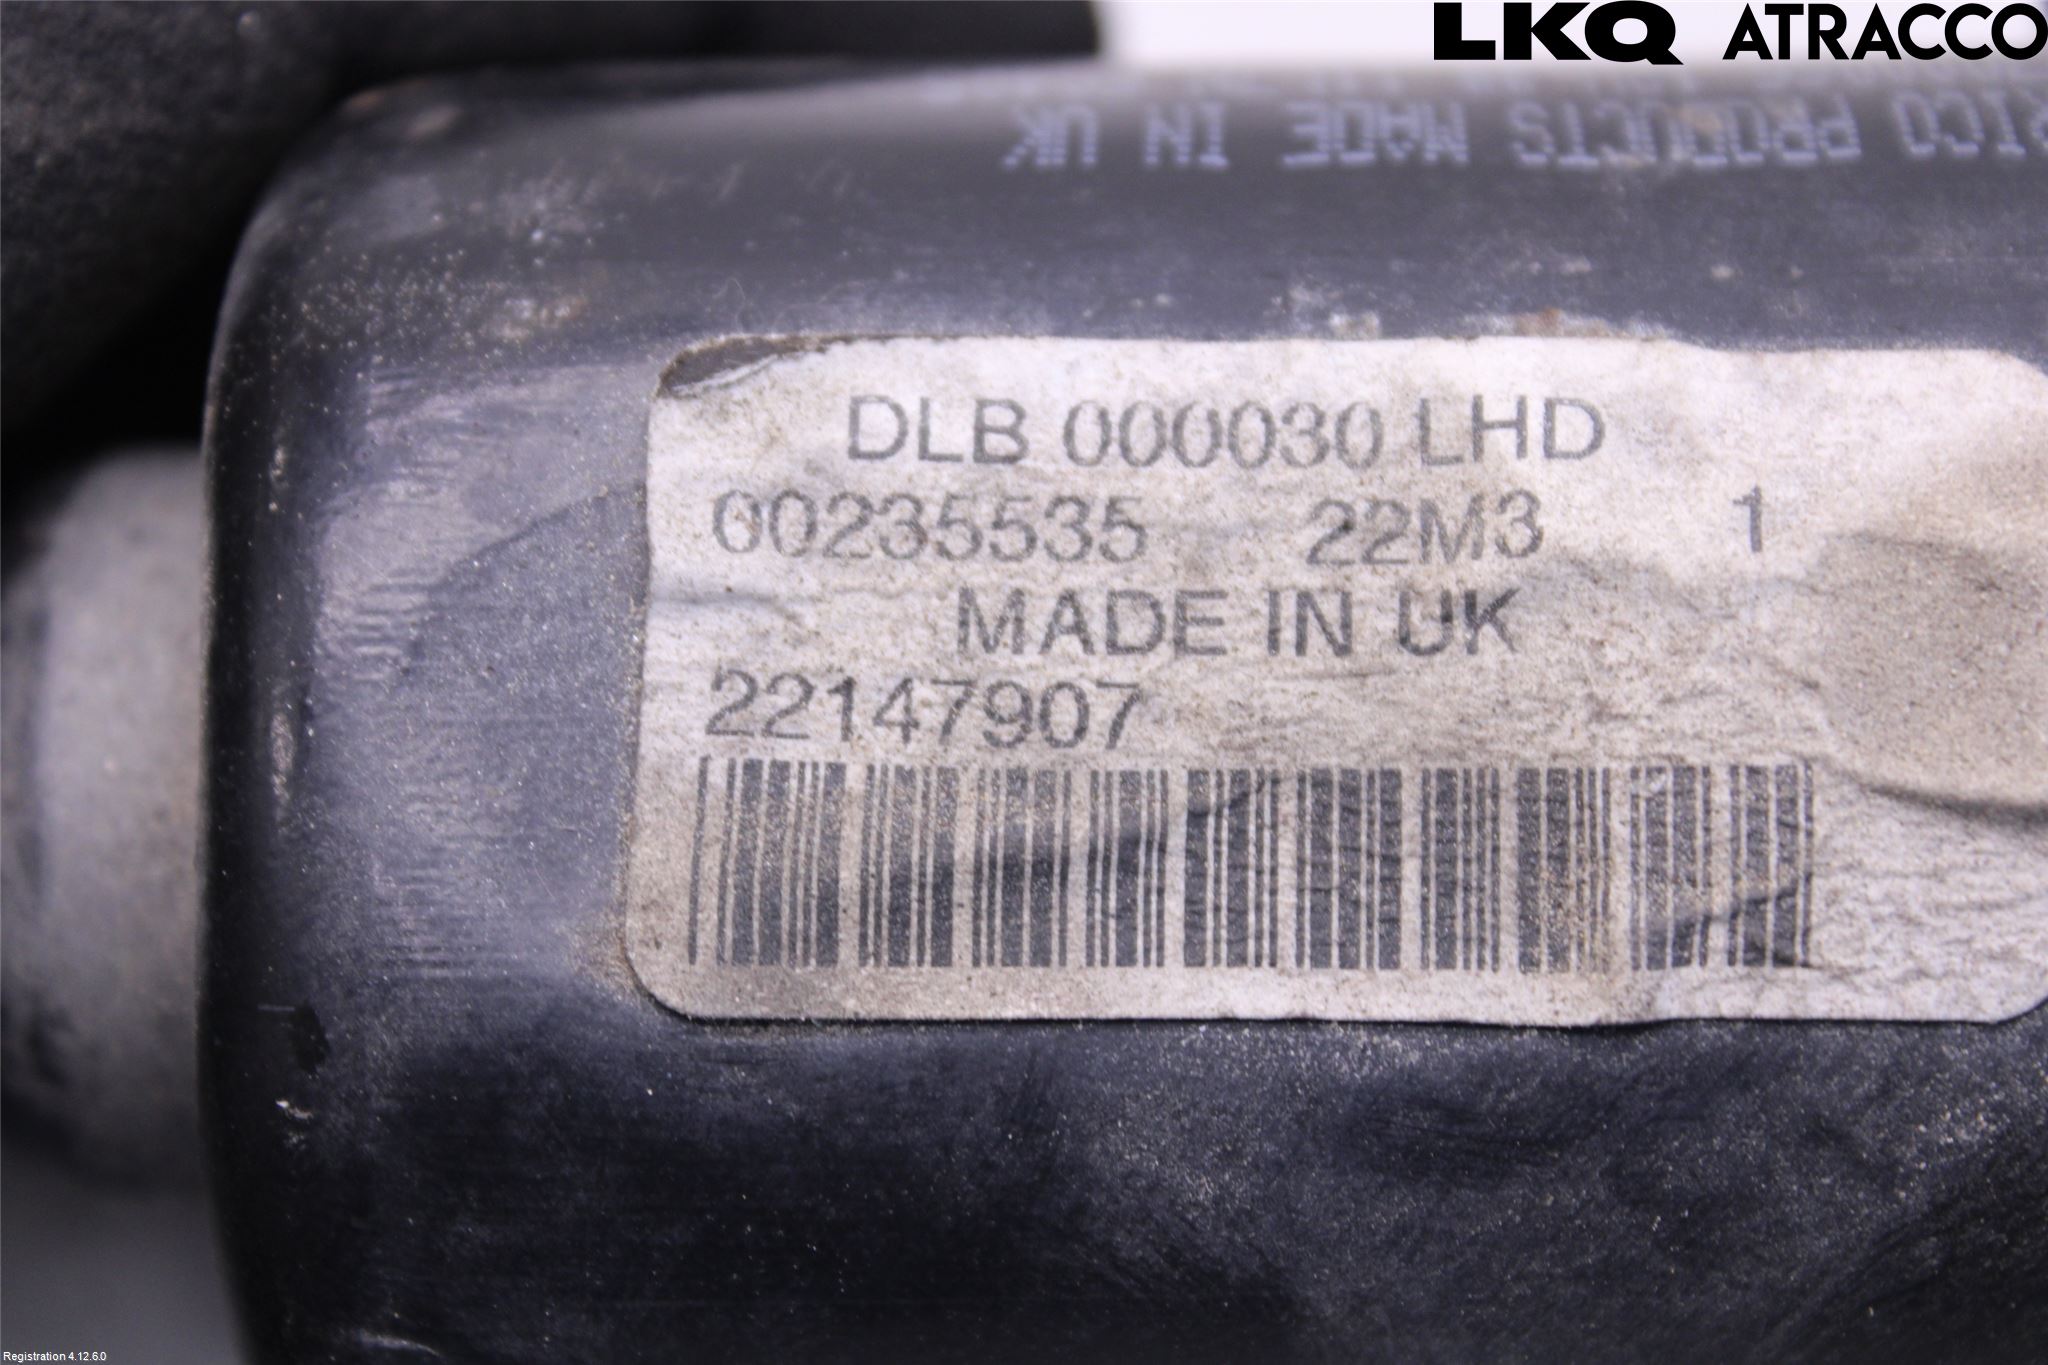 LKQ ATRACCO
PRODUCTS MADE IN UK
DLB 000030 LHD
00235535 22M3 1
MADE IN UK
22147907
Registration 4.12.6.0